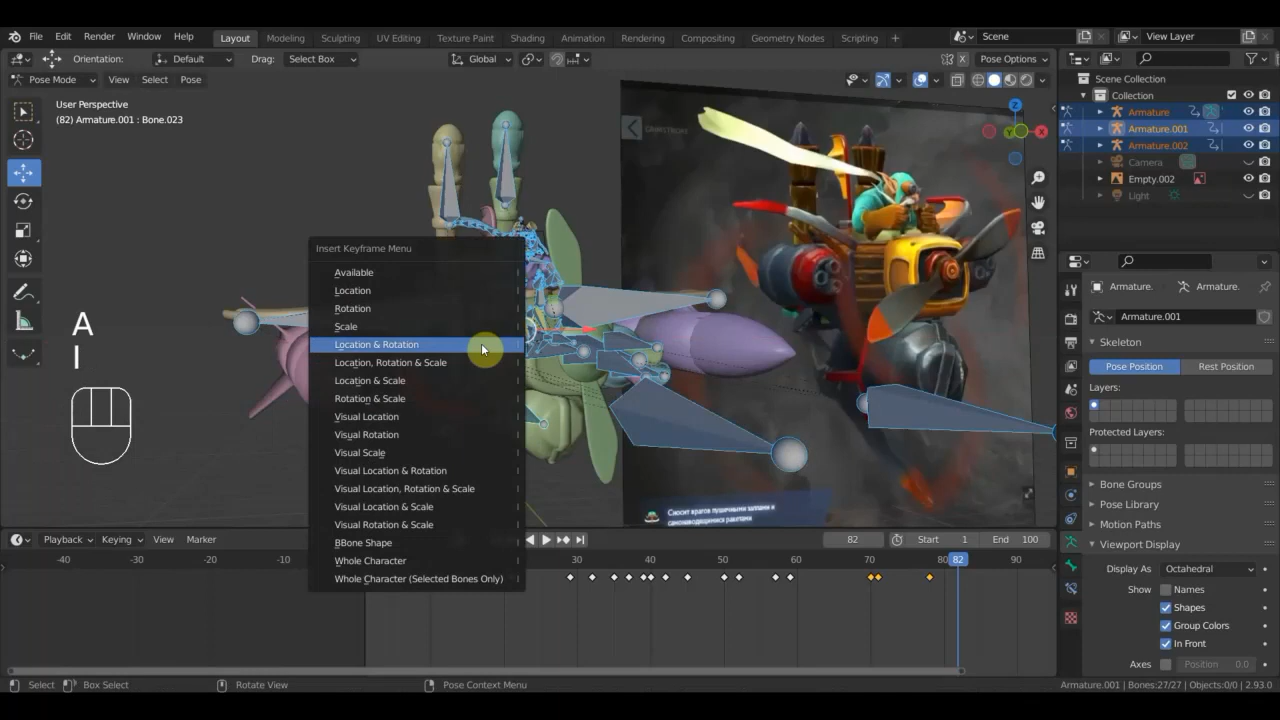 File Edit Render Window Help Layout Modeling Sculpting UV Editing Texture Paint Shading Animation Rendering Compositing Geometry Nodes Scripting + Scene View Layer
Orientation: Default Drag: Select Box Global X Pose Options
Pose Mode View Select Pose
Scene Collection
Collection
Armature
Armature.001
Armature.002
Camera
Empty.002
Light
User Perspective
(82) Armature.001 : Bone.023
Z
Y
X
A
I
Insert Keyframe Menu
Available
Location
Rotation
Scale
Location & Rotation
Location, Rotation & Scale
Location & Scale
Rotation & Scale
Visual Location
Visual Rotation
Visual Scale
Visual Location & Rotation
Visual Location, Rotation & Scale
Visual Location & Scale
Visual Rotation & Scale
BBone Shape
Whole Character
Whole Character (Selected Bones Only)
Сносит врагов пушечными залпами и
самонаводящимися ракетами
Armature. Armature.
Armature.001
Skeleton
Pose Position Rest Position
Layers:
Protected Layers:
Bone Groups
Pose Library
Motion Paths
Viewport Display
Display As Octahedral
Show Names
Shapes
Group Colors
In Front
Axes Position 0.0
Playback Keying View Marker 82 Start 1 End 100
-40 -30 -20 -10 30 40 50 60 70 80 82 90
Select Box Select Rotate View Pose Context Menu Armature.001 | Bones:27/27 | Objects:0/0 | 2.93.0